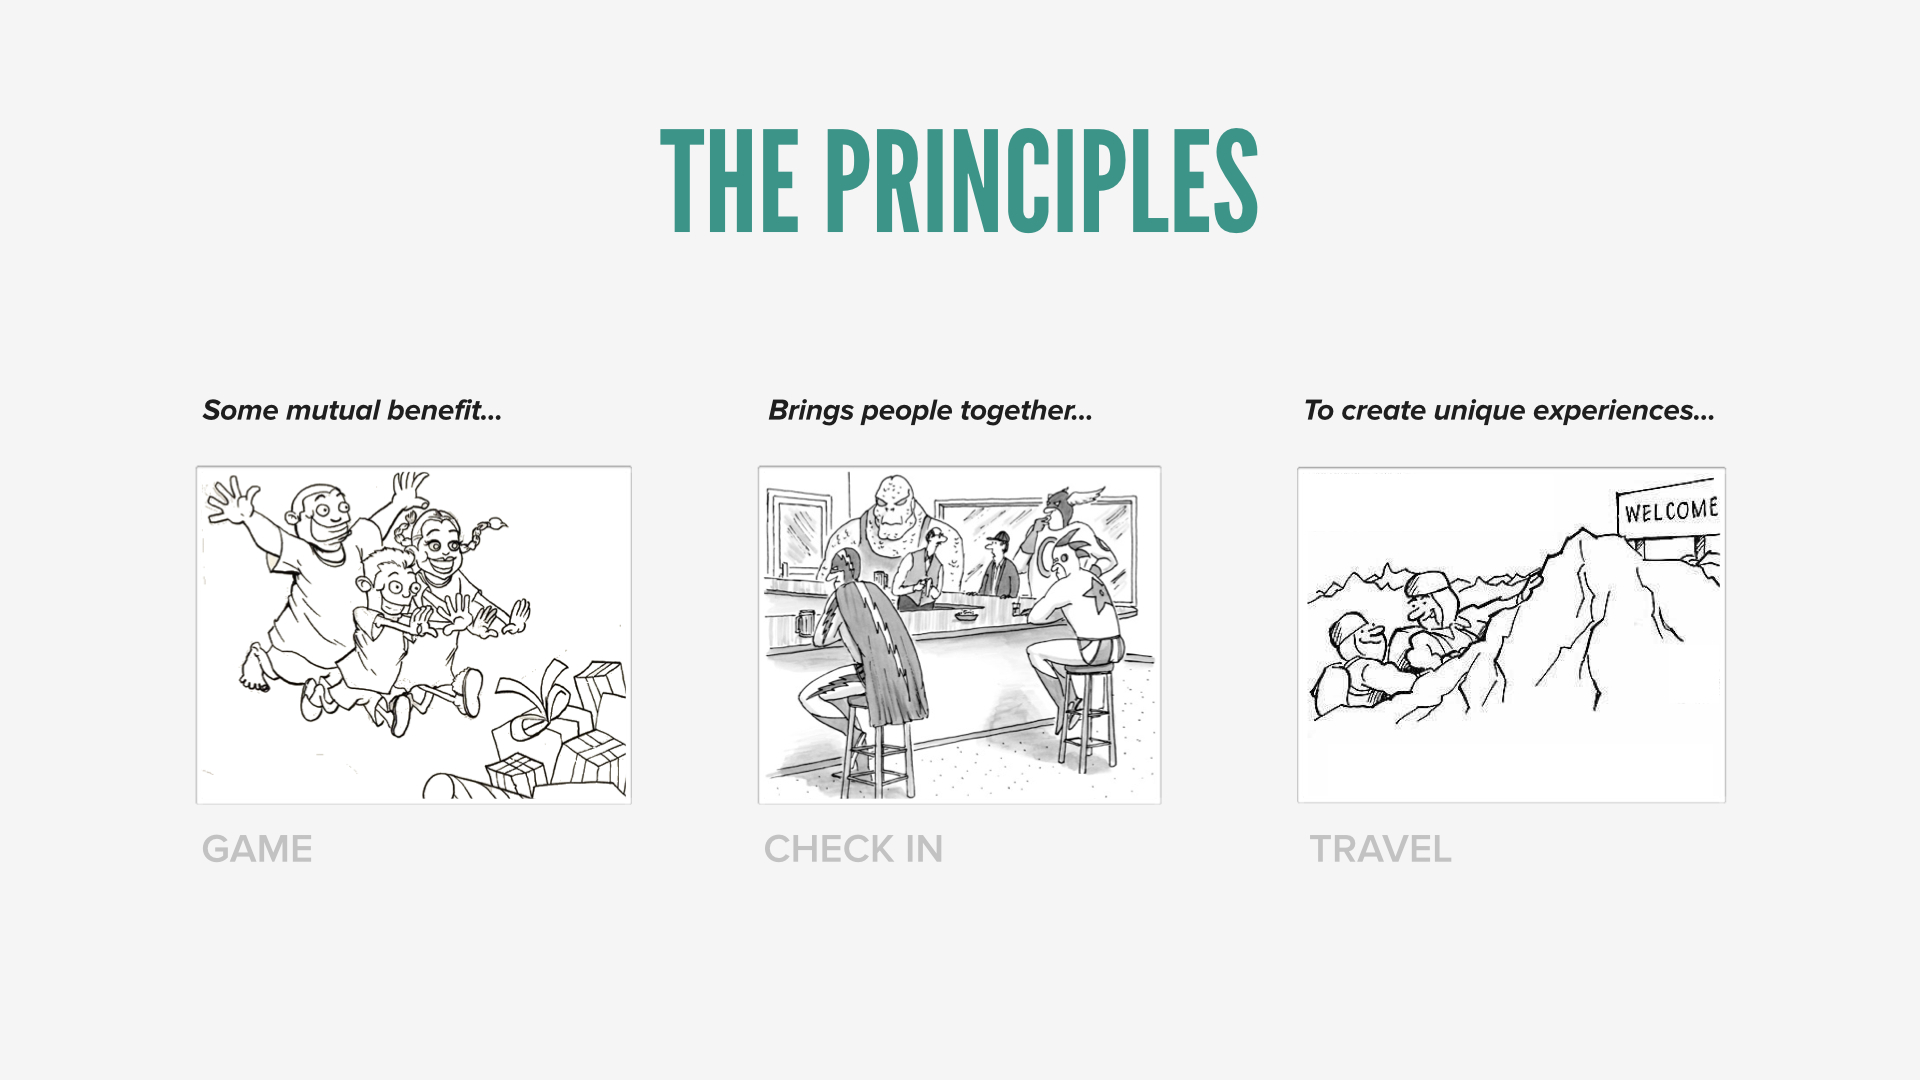 THE PRINCIPLES
Some mutual benefit...
Brings people together...
To create unique experiences...
WELCOME
GAME
CHECK IN
TRAVEL